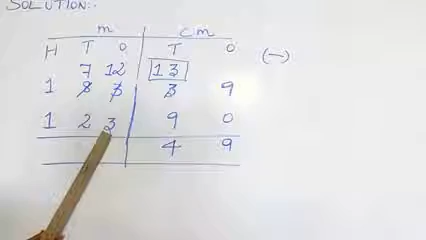 SOLUTION:-
m cm
H T O T O
7 12 13 (-)
1 8 3 3 9
1 2 3 9 0
4 9